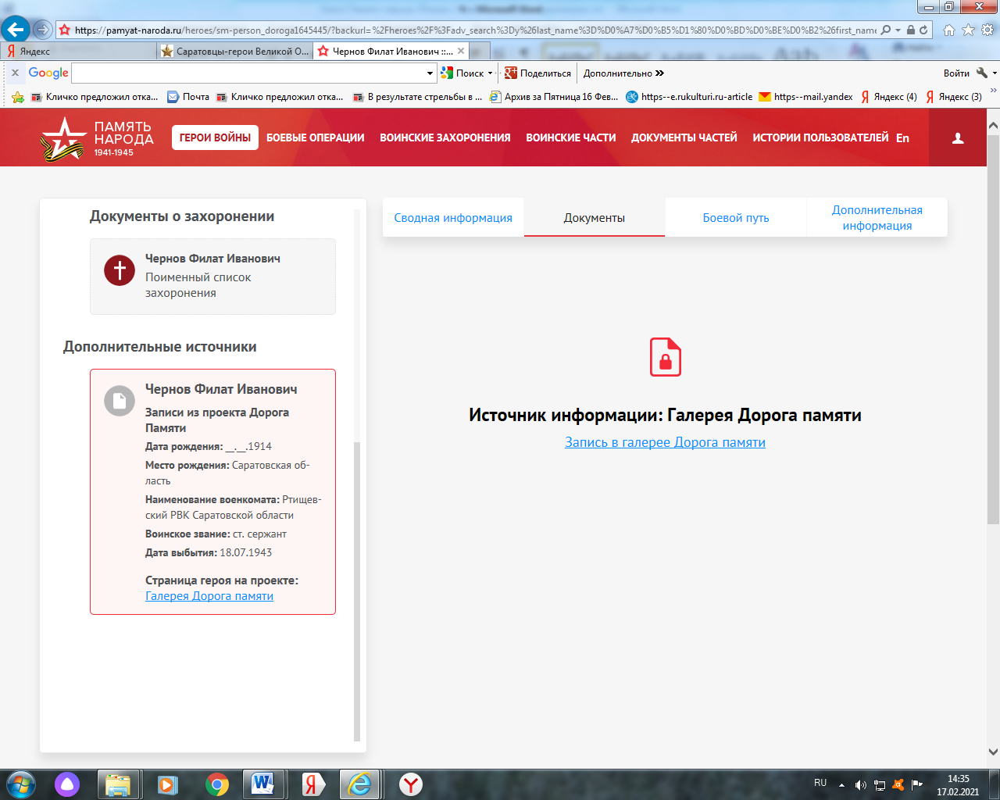 https://pamyat-naroda.ru/heroes/sm-person_doroga1645445/?backurl=%2Fheroes%2F%3Fadv_search%3Dy%26last_name%3D%D0%A7%D0%B5%D1%80%D0%BD%D0%BE%D0%B2%26first_name
Яндекс
Саратовцы-герои Великой О...
Чернов Филат Иванович ::...
Google
Поиск
Поделиться
Дополнительно
Войти
Кличко предложил отка...
Почта
Кличко предложил отка...
В результате стрельбы в ...
Архив за Пятница 16 Фев...
https--e.rukulturi.ru-article
https--mail.yandex
Яндекс (4)
Яндекс (3)
ПАМЯТЬ
НАРОДА
1941-1945
ГЕРОИ ВОЙНЫ
БОЕВЫЕ ОПЕРАЦИИ
ВОИНСКИЕ ЗАХОРОНЕНИЯ
ВОИНСКИЕ ЧАСТИ
ДОКУМЕНТЫ ЧАСТЕЙ
ИСТОРИИ ПОЛЬЗОВАТЕЛЕЙ
En
Документы о захоронении
Чернов Филат Иванович
Поименный список
захоронения
Дополнительные источники
Чернов Филат Иванович
Записи из проекта Дорога
Памяти
Дата рождения: __.__.1914
Место рождения: Саратовская об-
ласть
Наименование военкомата: Ртищев-
ский РВК Саратовской области
Воинское звание: ст. сержант
Дата выбытия: 18.07.1943
Страница героя на проекте:
Галерея Дорога памяти
Сводная информация
Документы
Боевой путь
Дополнительная
информация
Источник информации: Галерея Дорога памяти
Запись в галерее Дорога памяти
RU
14:35
17.02.2021